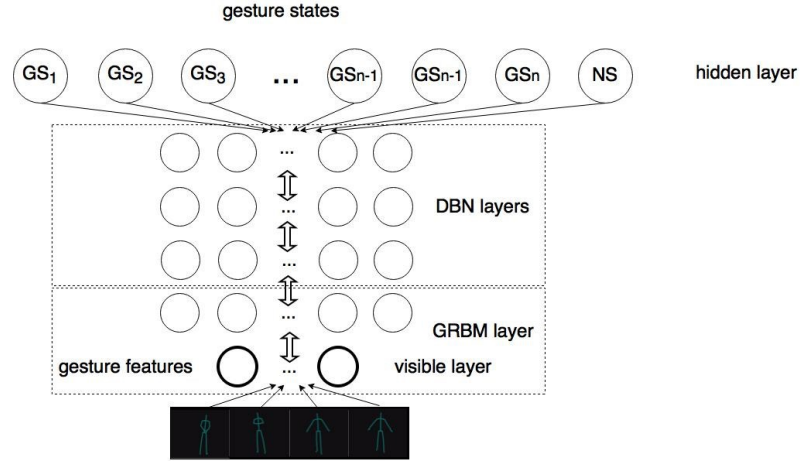 gesture states
GS1 GS2 GS3 ... GSn-1 GSn-1 GSn NS hidden layer
...
...
DBN layers
...
...
GRBM layer
gesture features ... visible layer